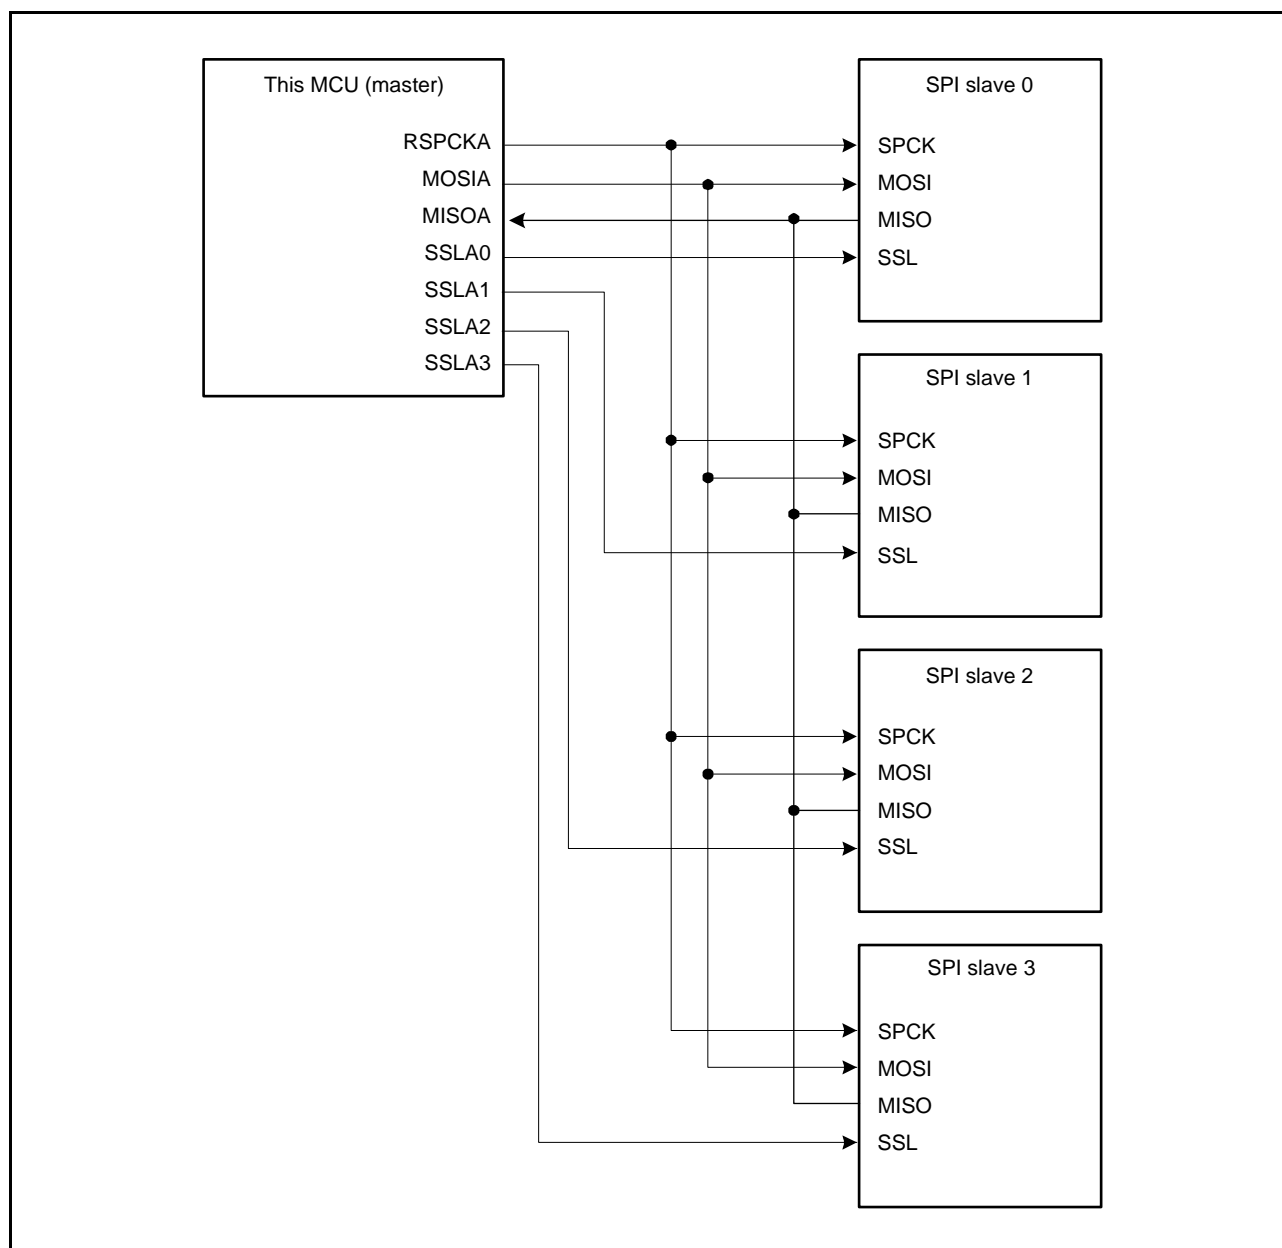 This MCU (master)
RSPCKA
MOSIA
MISOA
SSLA0
SSLA1
SSLA2
SSLA3
SPI slave 0
SPCK
MOSI
MISO
SSL
SPI slave 1
SPCK
MOSI
MISO
SSL
SPI slave 2
SPCK
MOSI
MISO
SSL
SPI slave 3
SPCK
MOSI
MISO
SSL